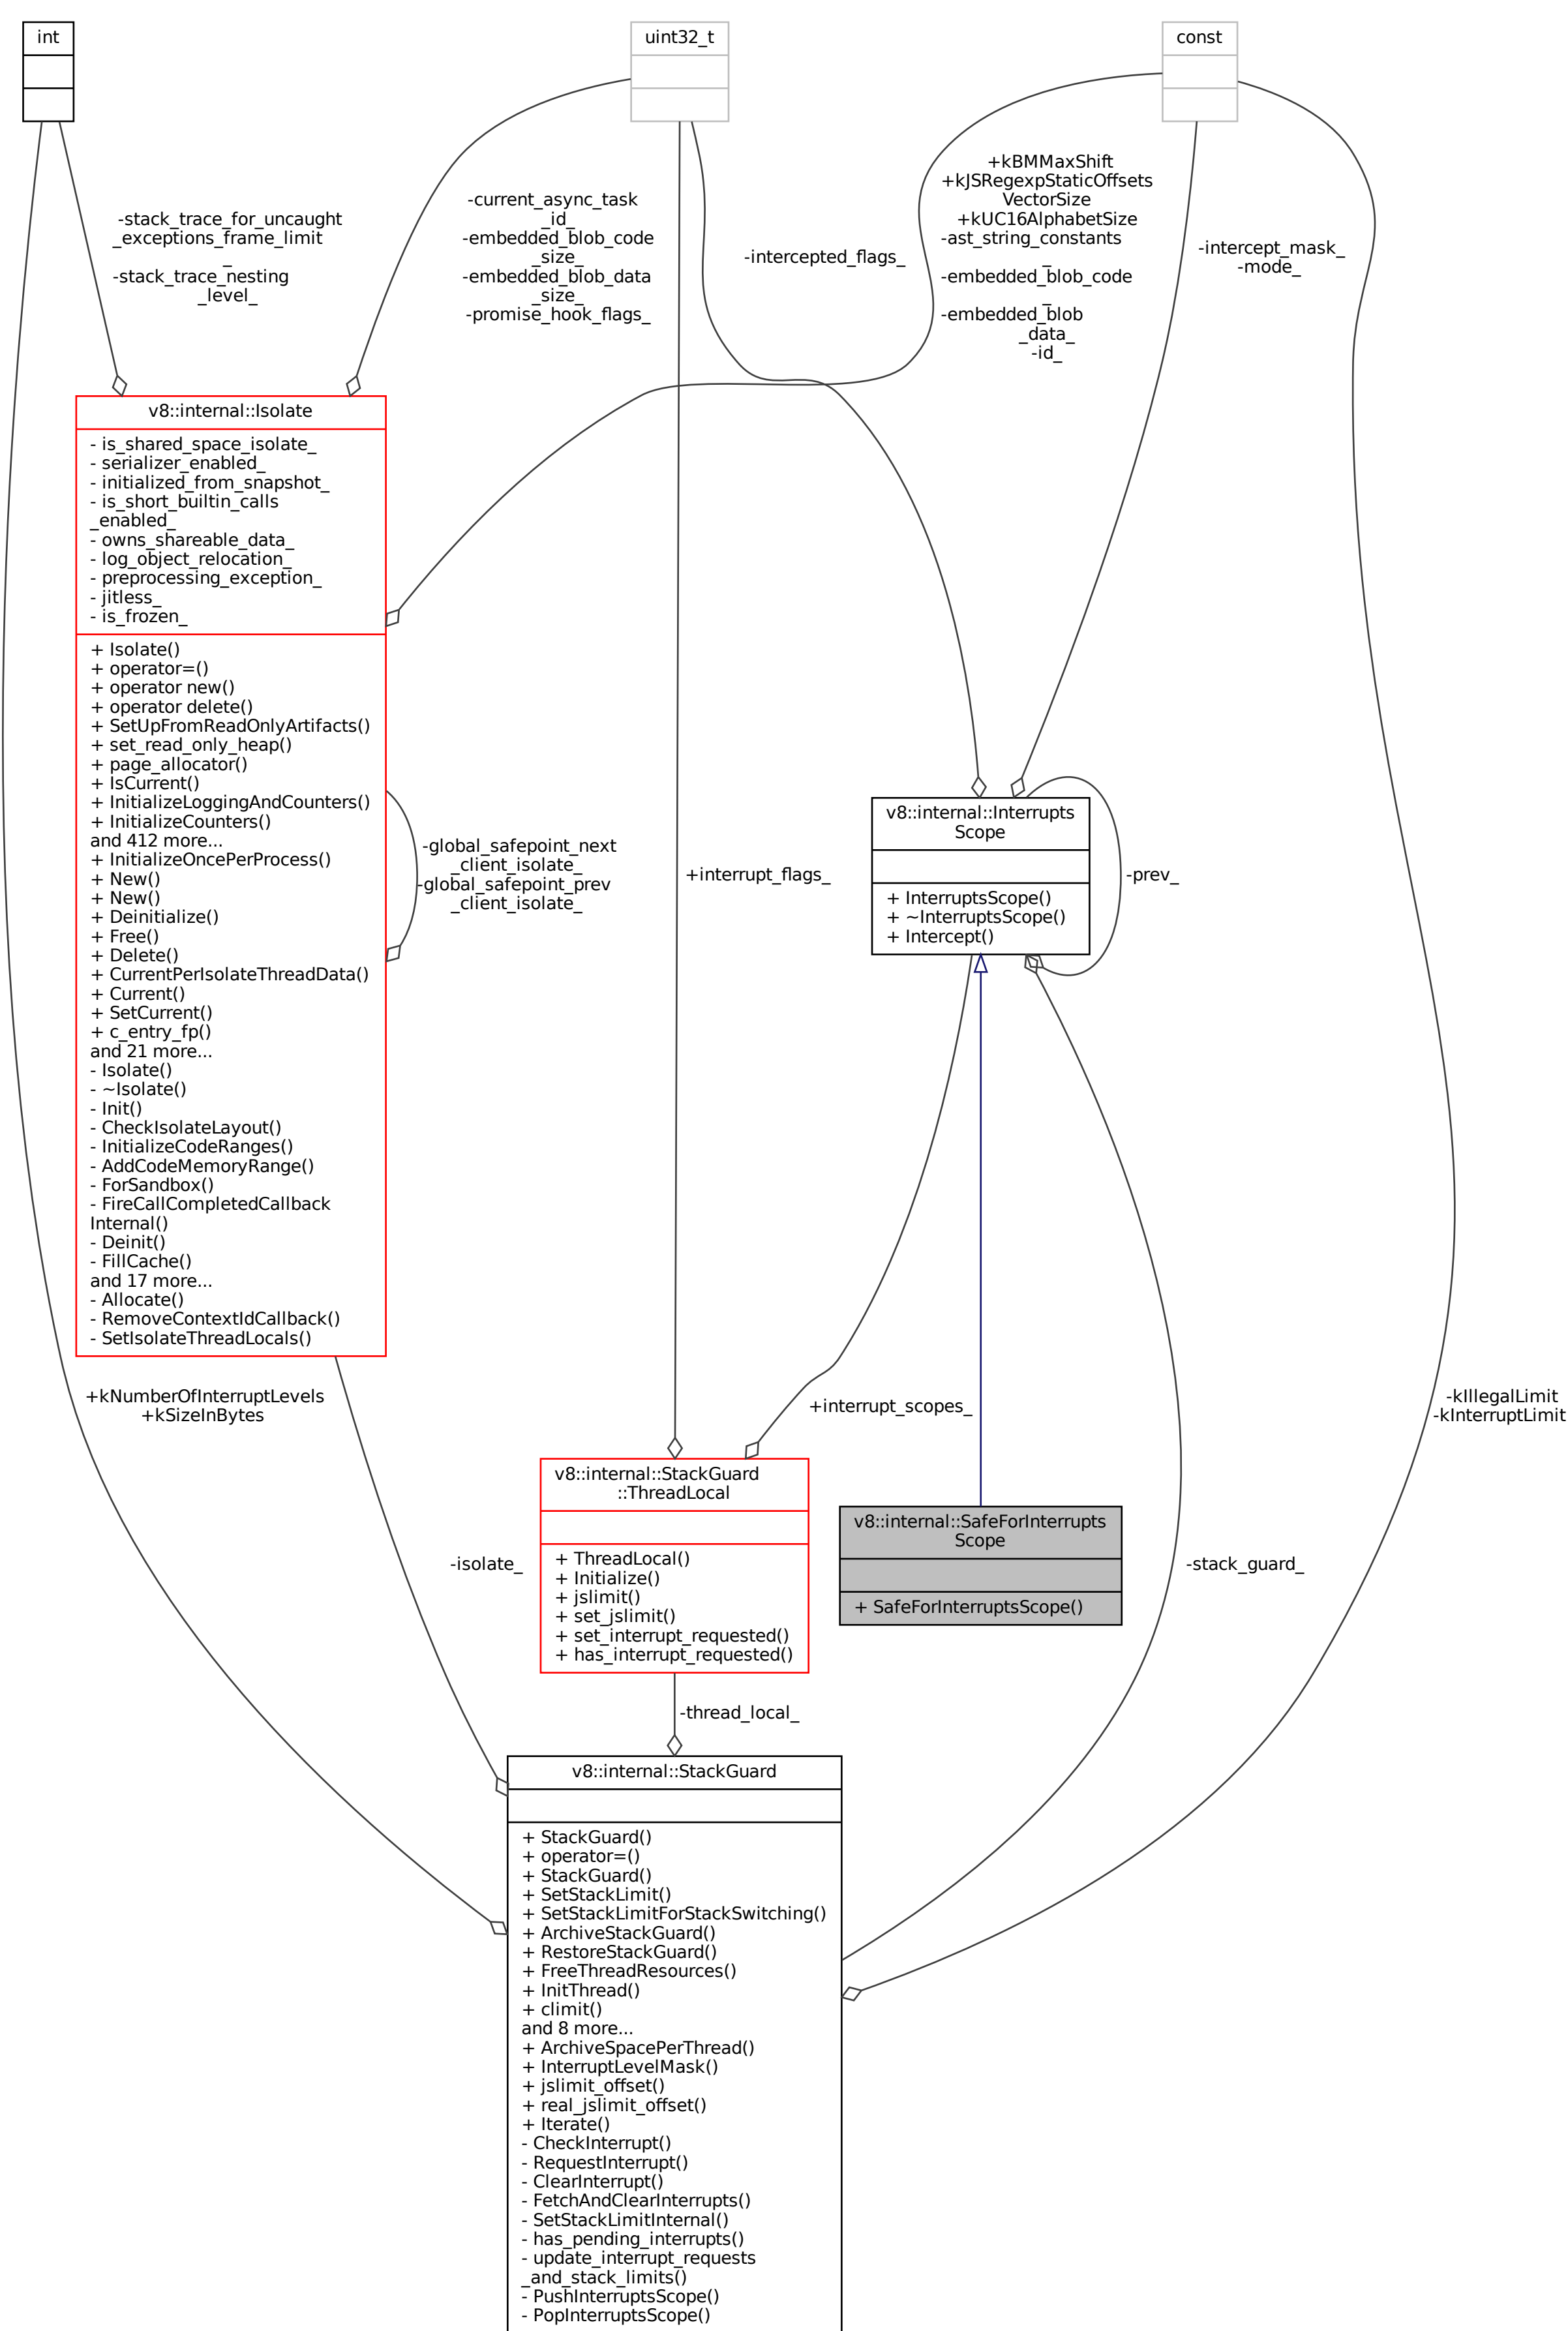 int
uint32_t
const
-stack_trace_for_uncaught
_exceptions_frame_limit
_
-stack_trace_nesting
_level_
-current_async_task
_id_
-embedded_blob_code
_size_
-embedded_blob_data
_size_
-promise_hook_flags_
-intercepted_flags_
+kBMMaxShift
+kJSRegexpStaticOffsets
VectorSize
+kUC16AlphabetSize
-ast_string_constants
_
-embedded_blob_code
_
-embedded_blob
_data_
-id_
-intercept_mask_
-mode_
v8::internal::Isolate
- is_shared_space_isolate_
- serializer_enabled_
- initialized_from_snapshot_
- is_short_builtin_calls
_enabled_
- owns_shareable_data_
- log_object_relocation_
- preprocessing_exception_
- jitless_
- is_frozen_
+ Isolate()
+ operator=()
+ operator new()
+ operator delete()
+ SetUpFromReadOnlyArtifacts()
+ set_read_only_heap()
+ page_allocator()
+ IsCurrent()
+ InitializeLoggingAndCounters()
+ InitializeCounters()
and 412 more...
+ InitializeOncePerProcess()
+ New()
+ New()
+ Deinitialize()
+ Free()
+ Delete()
+ CurrentPerIsolateThreadData()
+ Current()
+ SetCurrent()
+ c_entry_fp()
and 21 more...
- Isolate()
- ~Isolate()
- Init()
- CheckIsolateLayout()
- InitializeCodeRanges()
- AddCodeMemoryRange()
- ForSandbox()
- FireCallCompletedCallback
Internal()
- Deinit()
- FillCache()
and 17 more...
- Allocate()
- RemoveContextIdCallback()
- SetIsolateThreadLocals()
-global_safepoint_next
_client_isolate_
-global_safepoint_prev
_client_isolate_
+interrupt_flags_
v8::internal::Interrupts
Scope
+ InterruptsScope()
+ ~InterruptsScope()
+ Intercept()
-prev_
+kNumberOfInterruptLevels
+kSizeInBytes
+interrupt_scopes_
-kIllegalLimit
-kInterruptLimit
v8::internal::StackGuard
::ThreadLocal
+ ThreadLocal()
+ Initialize()
+ jslimit()
+ set_jslimit()
+ set_interrupt_requested()
+ has_interrupt_requested()
v8::internal::SafeForInterrupts
Scope
+ SafeForInterruptsScope()
-isolate_
-stack_guard_
-thread_local_
v8::internal::StackGuard
+ StackGuard()
+ operator=()
+ StackGuard()
+ SetStackLimit()
+ SetStackLimitForStackSwitching()
+ ArchiveStackGuard()
+ RestoreStackGuard()
+ FreeThreadResources()
+ InitThread()
+ climit()
and 8 more...
+ ArchiveSpacePerThread()
+ InterruptLevelMask()
+ jslimit_offset()
+ real_jslimit_offset()
+ Iterate()
- CheckInterrupt()
- RequestInterrupt()
- ClearInterrupt()
- FetchAndClearInterrupts()
- SetStackLimitInternal()
- has_pending_interrupts()
- update_interrupt_requests
_and_stack_limits()
- PushInterruptsScope()
- PopInterruptsScope()